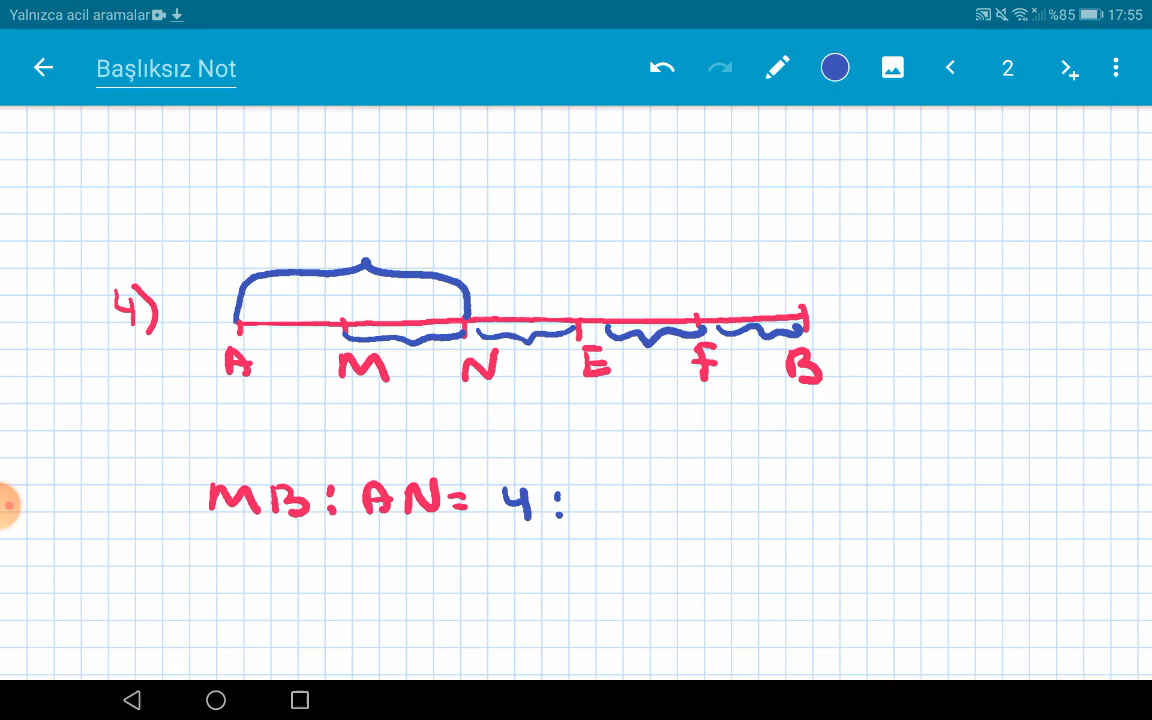 Yalnızca acil aramalar %85 17:55
Başlıksız Not 2
4)
A M N E F B
MB : AN = 4 :